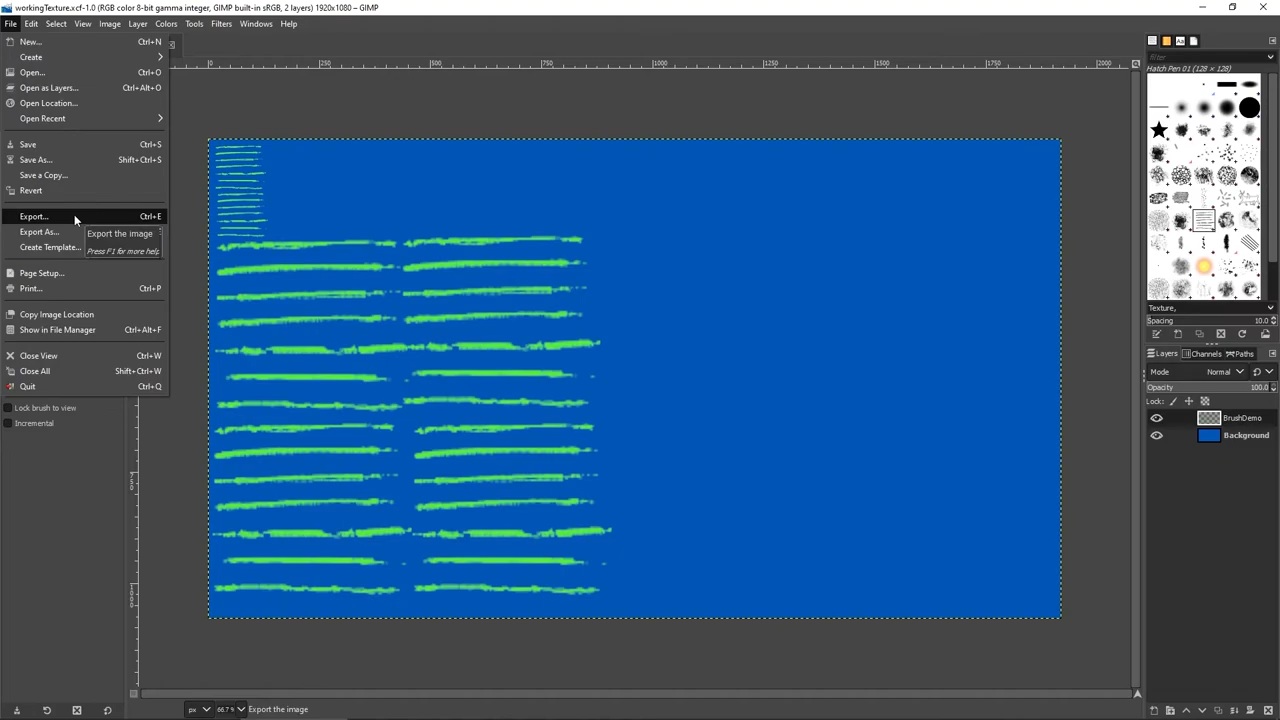 workingTexture.xcf-1.0 (RGB color 8-bit gamma integer, GIMP built-in sRGB, 2 layers) 1920x1080 – GIMP
File Edit Select View Image Layer Colors Tools Filters Windows Help
New... Ctrl+N
Create
Open... Ctrl+O
Open as Layers... Ctrl+Alt+O
Open Location...
Open Recent
Save Ctrl+S
Save As... Shift+Ctrl+S
Save a Copy...
Revert
Export... Ctrl+E
Export the image
Export As...
Create Template...
Press F1 for more help
Page Setup...
Print... Ctrl+P
Copy Image Location
Show in File Manager Ctrl+Alt+F
Close View Ctrl+W
Close All Shift+Ctrl+W
Quit Ctrl+Q
Lock brush to view
Incremental
0 250 500 750 1000 1250 1500 1750 2000
750
1000
px 66.7 % Export the image
filter
Hatch Pen 01 (128 × 128)
Aa
Texture,
Spacing 10.0
Layers Channels Paths
Mode Normal
Opacity 100.0
Lock:
BrushDemo
Background